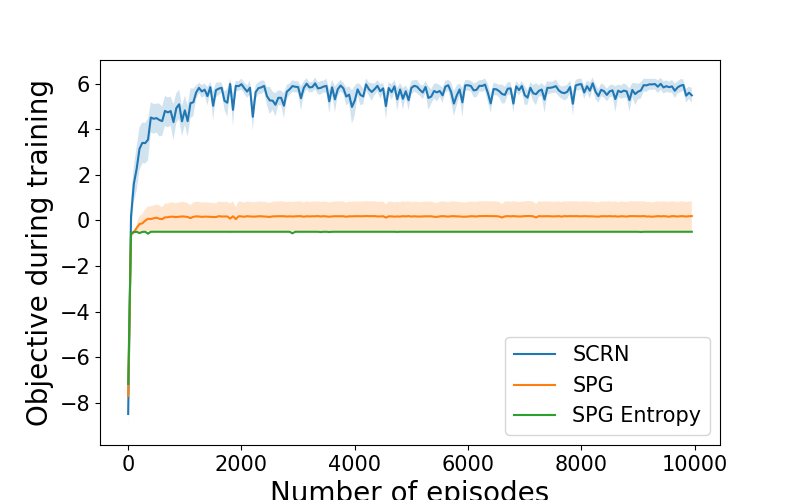 Objective during training
6
4
2
0
−2
−4
−6
−8
0 2000 4000 6000 8000 10000
Number of episodes
SCRN
SPG
SPG Entropy